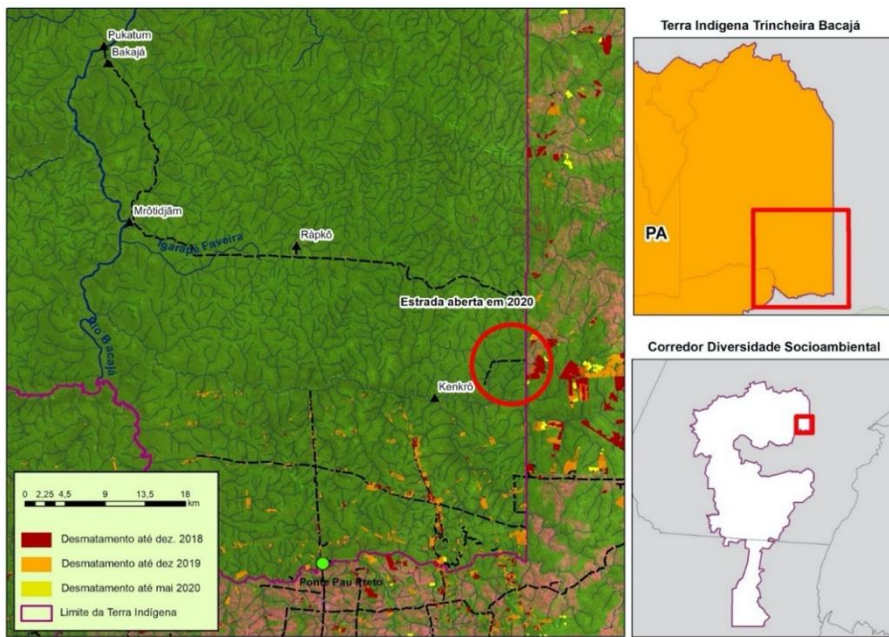 Pukatum
Bakajá
Mrôtidjãm
Igarapé Faveira
Ràpkô
Estrada aberta em 2020
Rio Bacajá
Kenkrô
0 2,25 4,5 9 13,5 18
km
Desmatamento até dez. 2018
Desmatamento até dez 2019
Desmatamento até mai 2020
Limite da Terra Indígena
Ponte Pau Preto
Terra Indígena Trincheira Bacajá
PA
Corredor Diversidade Socioambiental